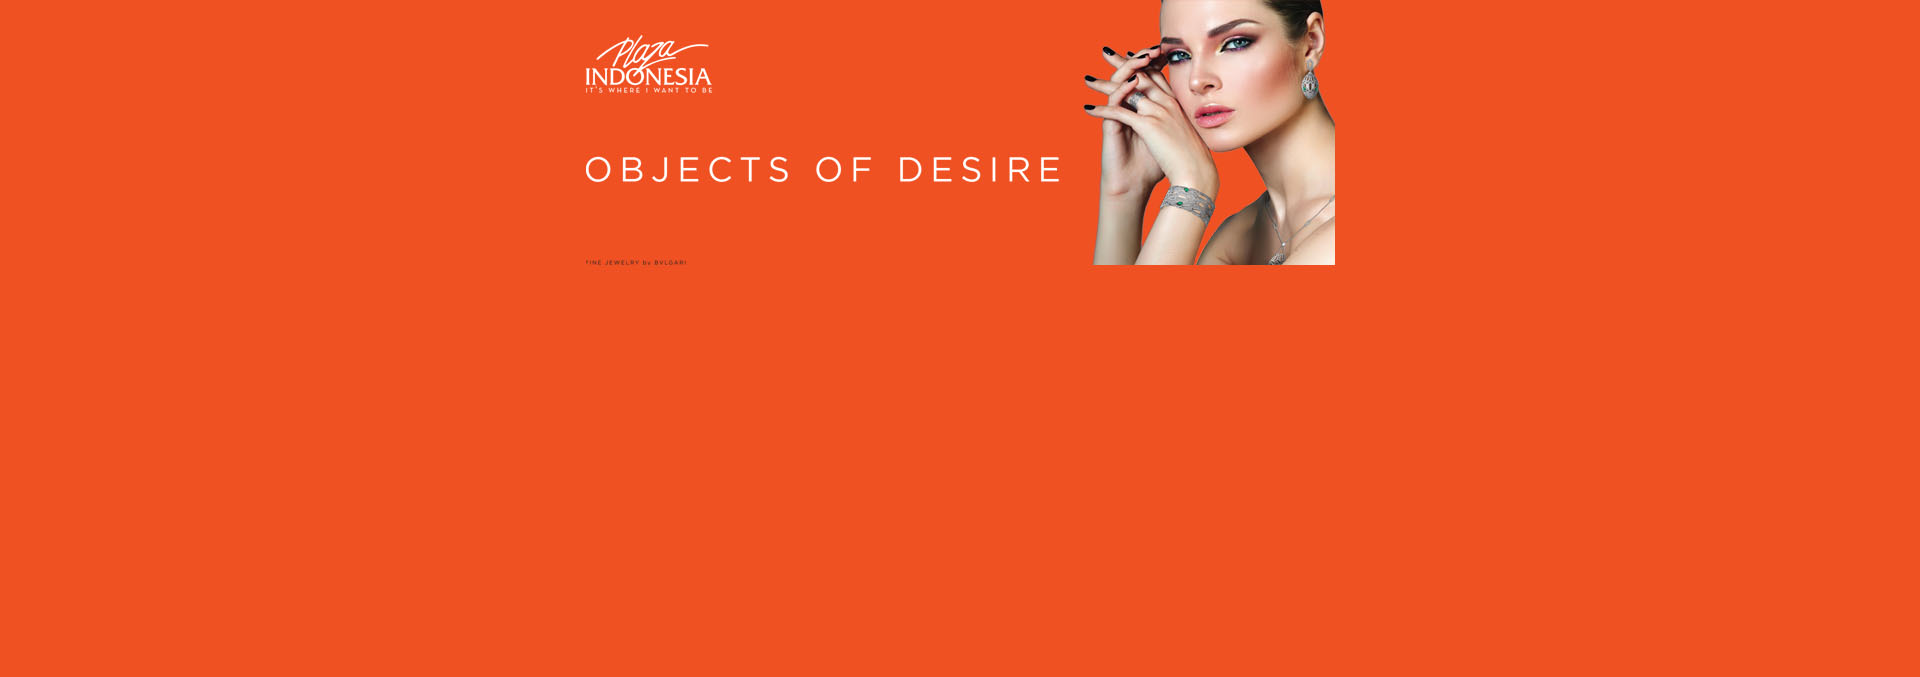 Plaza
INDONESIA
IT'S WHERE I WANT TO BE
OBJECTS OF DESIRE
FINE JEWELRY by BVLGARI